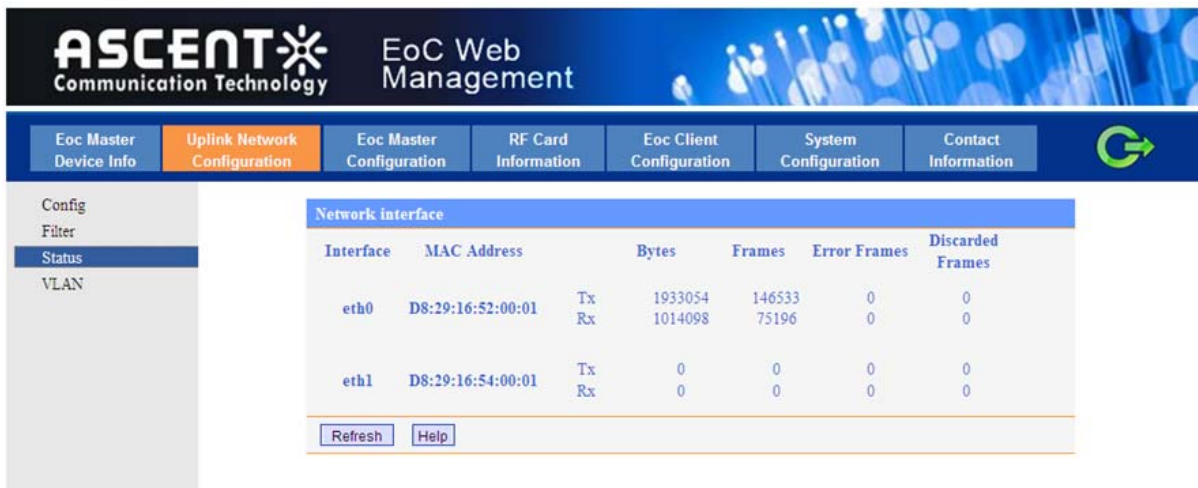 ASCENT
Communication Technology
EoC Web
Management
Eoc Master
Device Info
Uplink Network
Configuration
Eoc Master
Configuration
RF Card
Information
Eoc Client
Configuration
System
Configuration
Contact
Information
Config
Filter
Status
VLAN
Network interface
Interface MAC Address Bytes Frames Error Frames Discarded Frames
eth0 D8:29:16:52:00:01
Tx 1933054 146533 0 0
Rx 1014098 75196 0 0
eth1 D8:29:16:54:00:01
Tx 0 0 0 0
Rx 0 0 0 0
Refresh Help